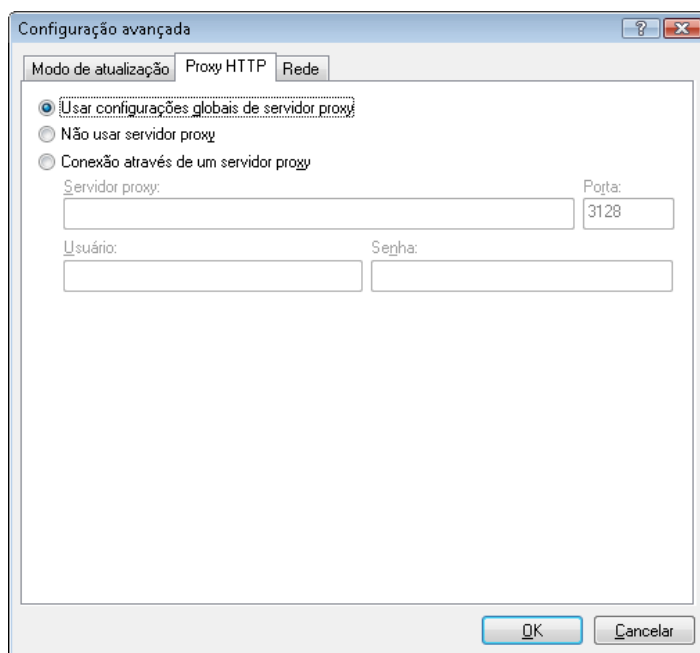 Configuração avançada
Modo de atualização Proxy HTTP Rede
Usar configurações globais de servidor proxy
Não usar servidor proxy
Conexão através de um servidor proxy
Servidor proxy: Porta:
3128
Usuário: Senha:
OK Cancelar